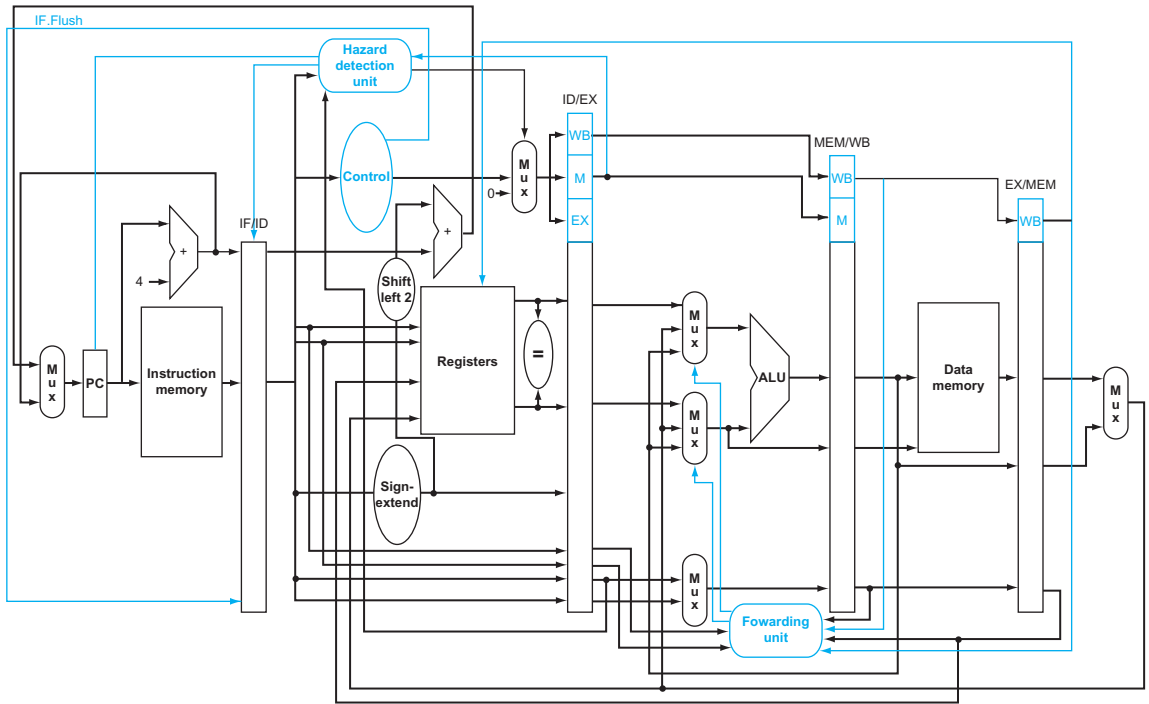 IF.Flush
Hazard
detection
unit
ID/EX
WB
MEM/WB
M
u
x
Control
M
WB
EX/MEM
0
IF/ID
EX
M
WB
+
+
4
Shift
left 2
M
u
x
M
u
x
PC
Instruction
memory
Registers
=
ALU
Data
memory
M
u
x
M
u
x
Sign-
extend
M
u
x
Fowarding
unit